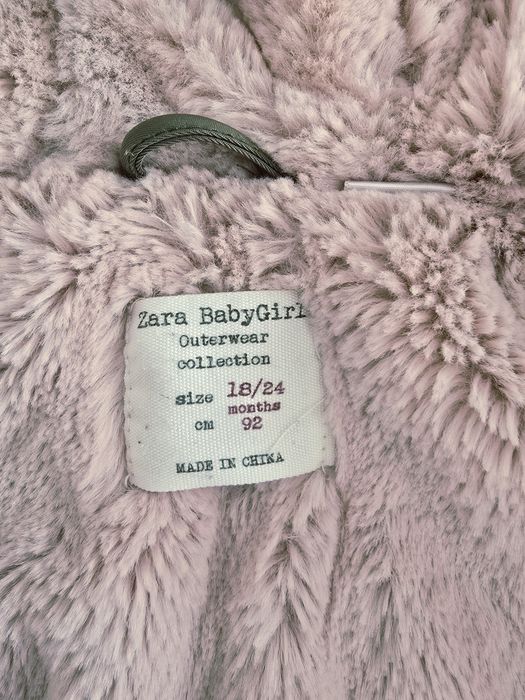 Zara BabyGirl
Outerwear
collection
size 18/24
months
cm 92
MADE IN CHINA